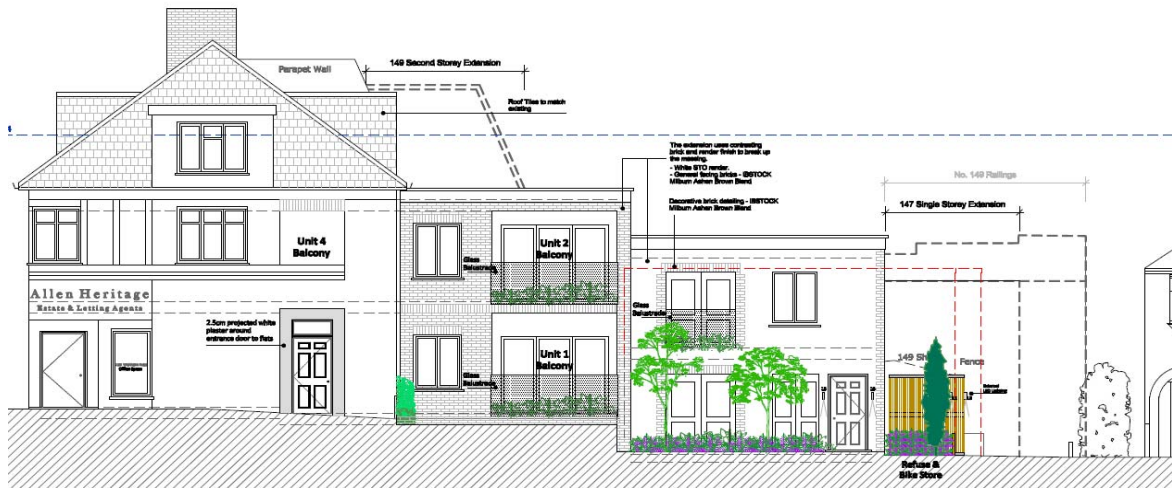 Parapet Wall
149 Second Storey Extension
Roof Tiles to match
existing
The extension uses contrasting
brick and render finish to break up
the massing.
- White STO render.
- General facing bricks - IBSTOCK
Milburn Ashen Brown Blend
Decorative brick detailing - IBSTOCK
Milburn Ashen Brown Blend
No. 149 Railings
147 Single Storey Extension
Unit 4
Balcony
Unit 2
Balcony
Glass
Balustrade
Allen Heritage
Estate & Letting Agents
2.5cm projected white
plaster around
entrance door to flats
Office Space
Glass
Balustrade
Unit 1
Balcony
Glass
Balustrade
149
Fence
Refuse &
Bike Store